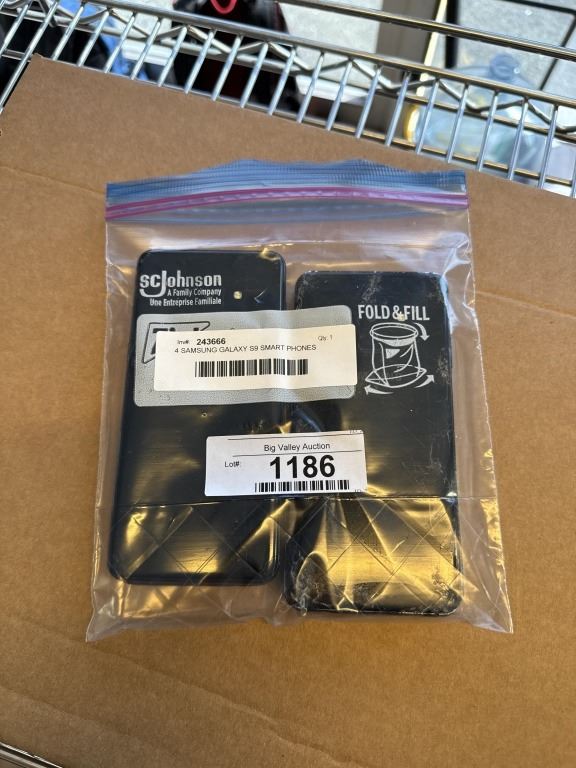 scJohnson
A Family Company
Une Entreprise Familiale
FOLD & FILL
Inv#: 243666 Qty: 1
4 SAMSUNG GALAXY S9 SMART PHONES
Big Valley Auction
Lot#: 1186